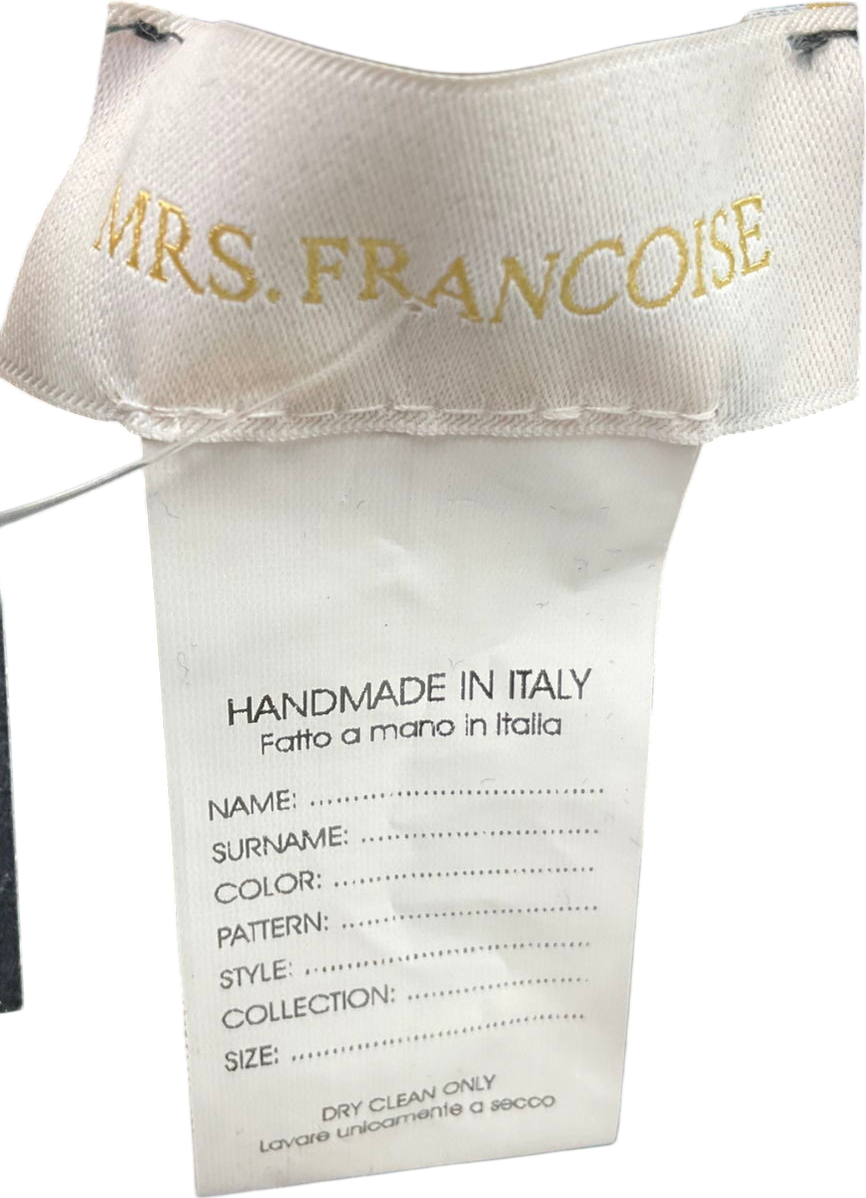 MRS. FRANCOISE
HANDMADE IN ITALY
Fatto a mano in Italia
NAME: ..............................
SURNAME: ..............................
COLOR: ..............................
PATTERN: ..............................
STYLE: ..............................
COLLECTION: ..............................
SIZE: ..............................
DRY CLEAN ONLY
Lavare unicamente a secco